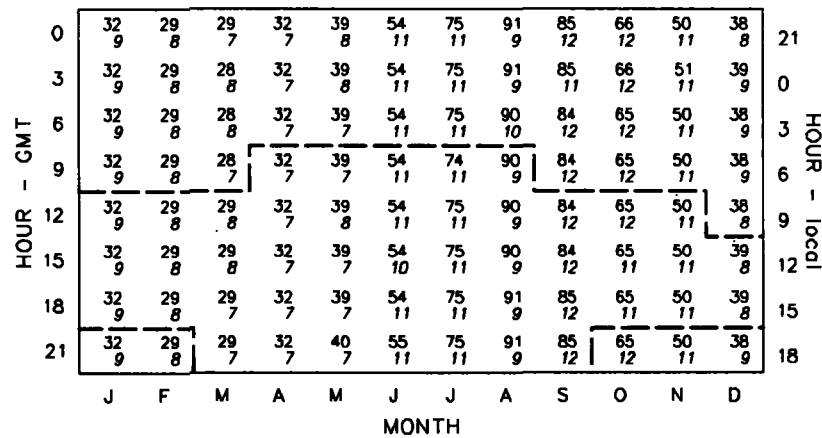 0 32 29 29 32 39 54 75 91 85 66 50 38 21
9 8 7 7 8 11 11 9 12 12 11 8
3 32 29 28 32 39 54 75 91 85 66 51 39 0
9 8 8 7 8 11 11 9 11 12 11 9
6 32 29 28 32 39 54 75 90 84 65 50 38 3
9 8 8 7 7 11 11 10 12 12 11 9
9 32 29 28 32 39 54 74 90 84 65 50 38 6
9 8 7 7 7 11 11 9 12 12 11 9
12 32 29 29 32 39 54 75 90 84 65 50 38 9
9 8 8 7 8 11 11 9 12 12 11 8
15 32 29 29 32 39 54 75 90 84 65 50 39 12
9 8 8 7 7 10 11 9 12 11 11 8
18 32 29 29 32 39 54 75 91 85 65 50 39 15
9 8 7 7 7 11 11 9 12 11 11 8
21 32 29 29 32 40 55 75 91 85 65 50 38 18
9 8 7 7 7 11 11 9 12 12 11 9
J F M A M J J A S O N D
MONTH
HOUR - GMT
HOUR - local